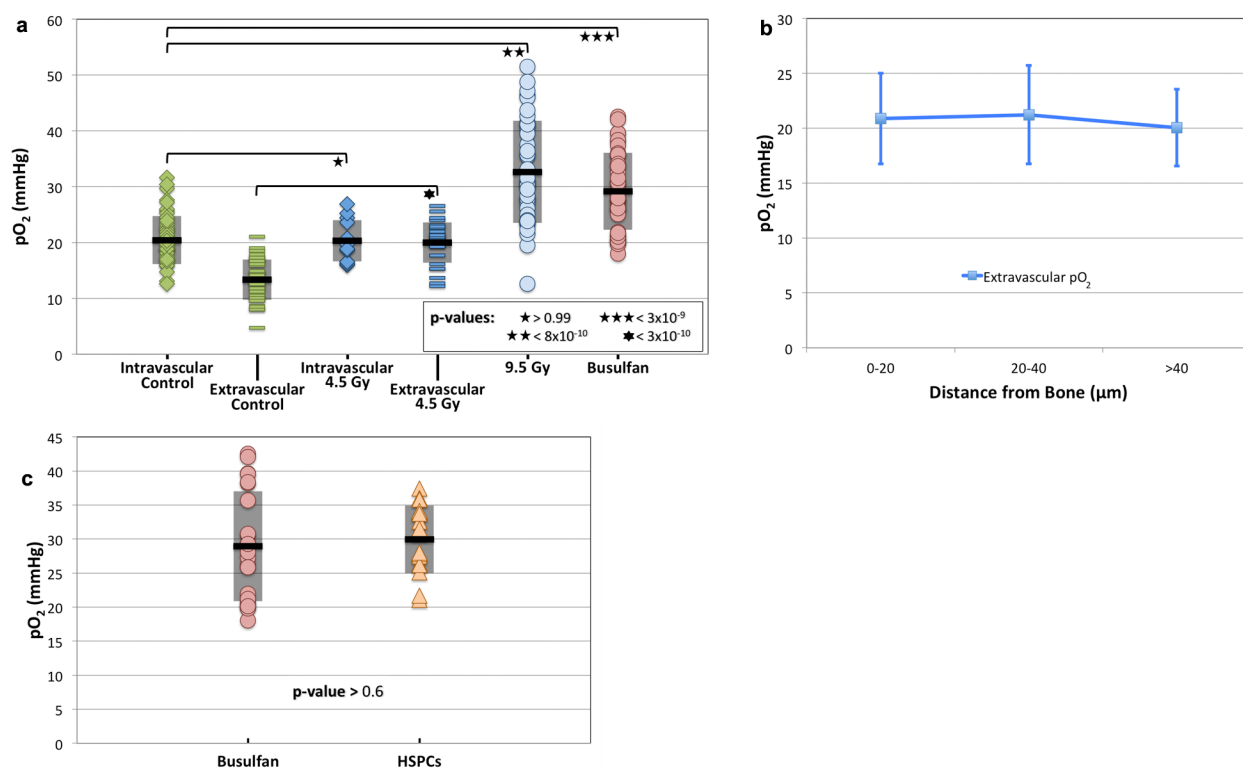 a
60
50
40
30
20
10
0
pO₂ (mmHg)
★
✶
★★
★★★
p-values: ★> 0.99 ★★★< 3x10⁻⁹
★★< 8x10⁻¹⁰ ✶< 3x10⁻¹⁰
Intravascular
Control
Extravascular
Control
Intravascular
4.5 Gy
Extravascular
4.5 Gy
9.5 Gy
Busulfan
b
30
25
20
15
10
5
0
pO₂ (mmHg)
Extravascular pO₂
0-20
20-40
>40
Distance from Bone (µm)
c
45
40
35
30
25
20
15
10
5
0
pO₂ (mmHg)
p-value > 0.6
Busulfan
HSPCs